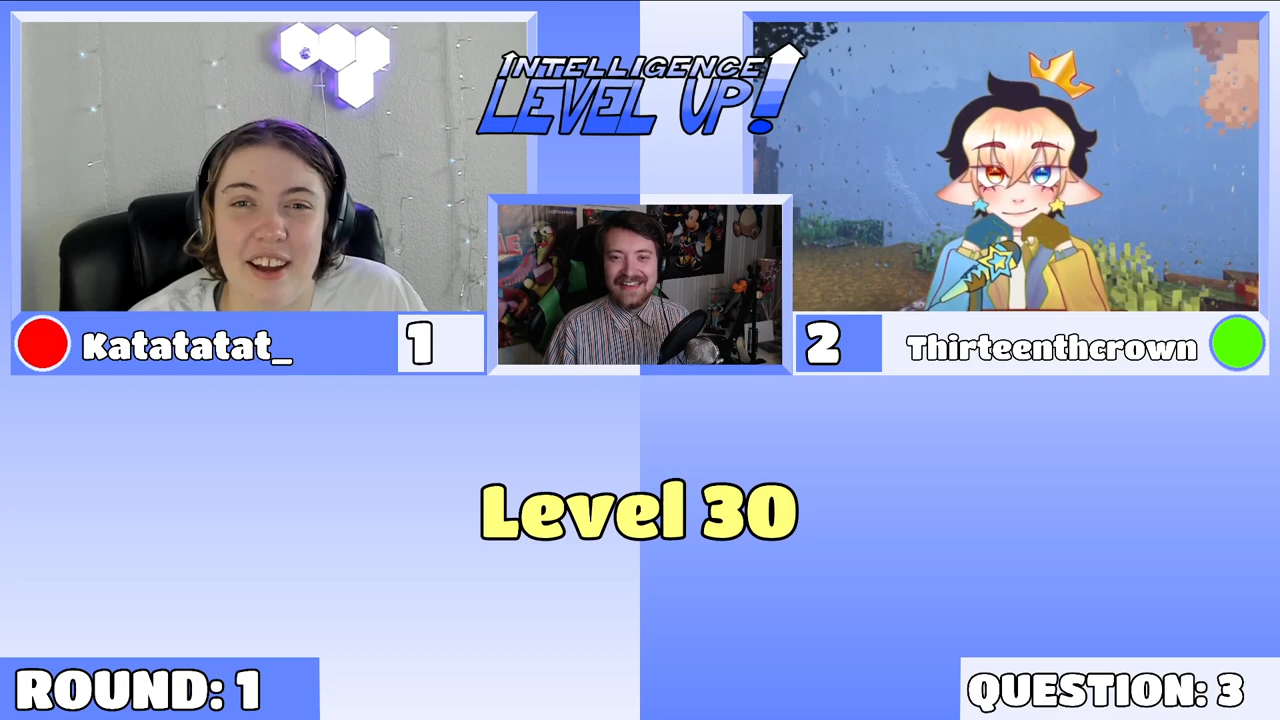 INTELLIGENCE
LEVEL UP!
Katatatat_
1
2
Thirteenthcrown
Level 30
ROUND: 1
QUESTION: 3